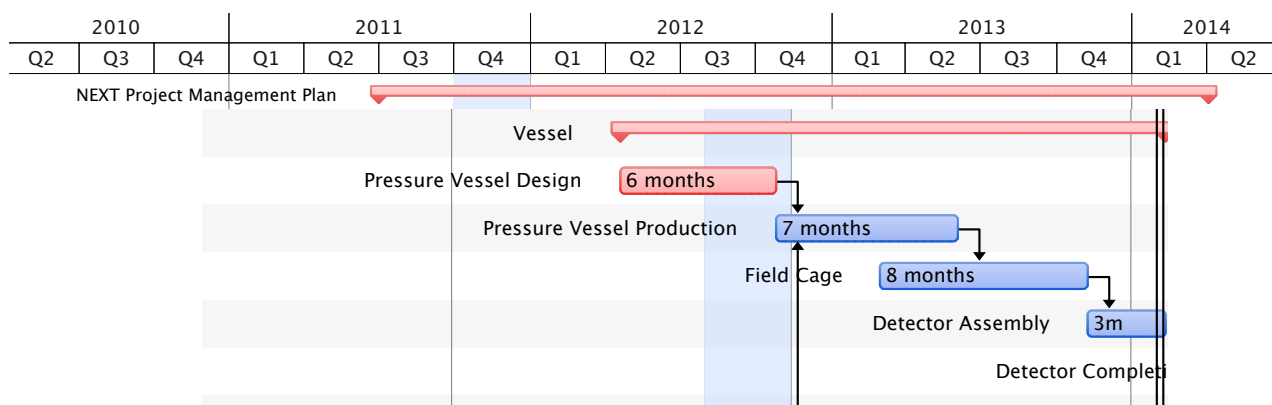 2010 2011 2012 2013 2014
Q2 Q3 Q4 Q1 Q2 Q3 Q4 Q1 Q2 Q3 Q4 Q1 Q2 Q3 Q4 Q1 Q2
NEXT Project Management Plan
Vessel
Pressure Vessel Design 6 months
Pressure Vessel Production 7 months
Field Cage 8 months
Detector Assembly 3m
Detector Completi